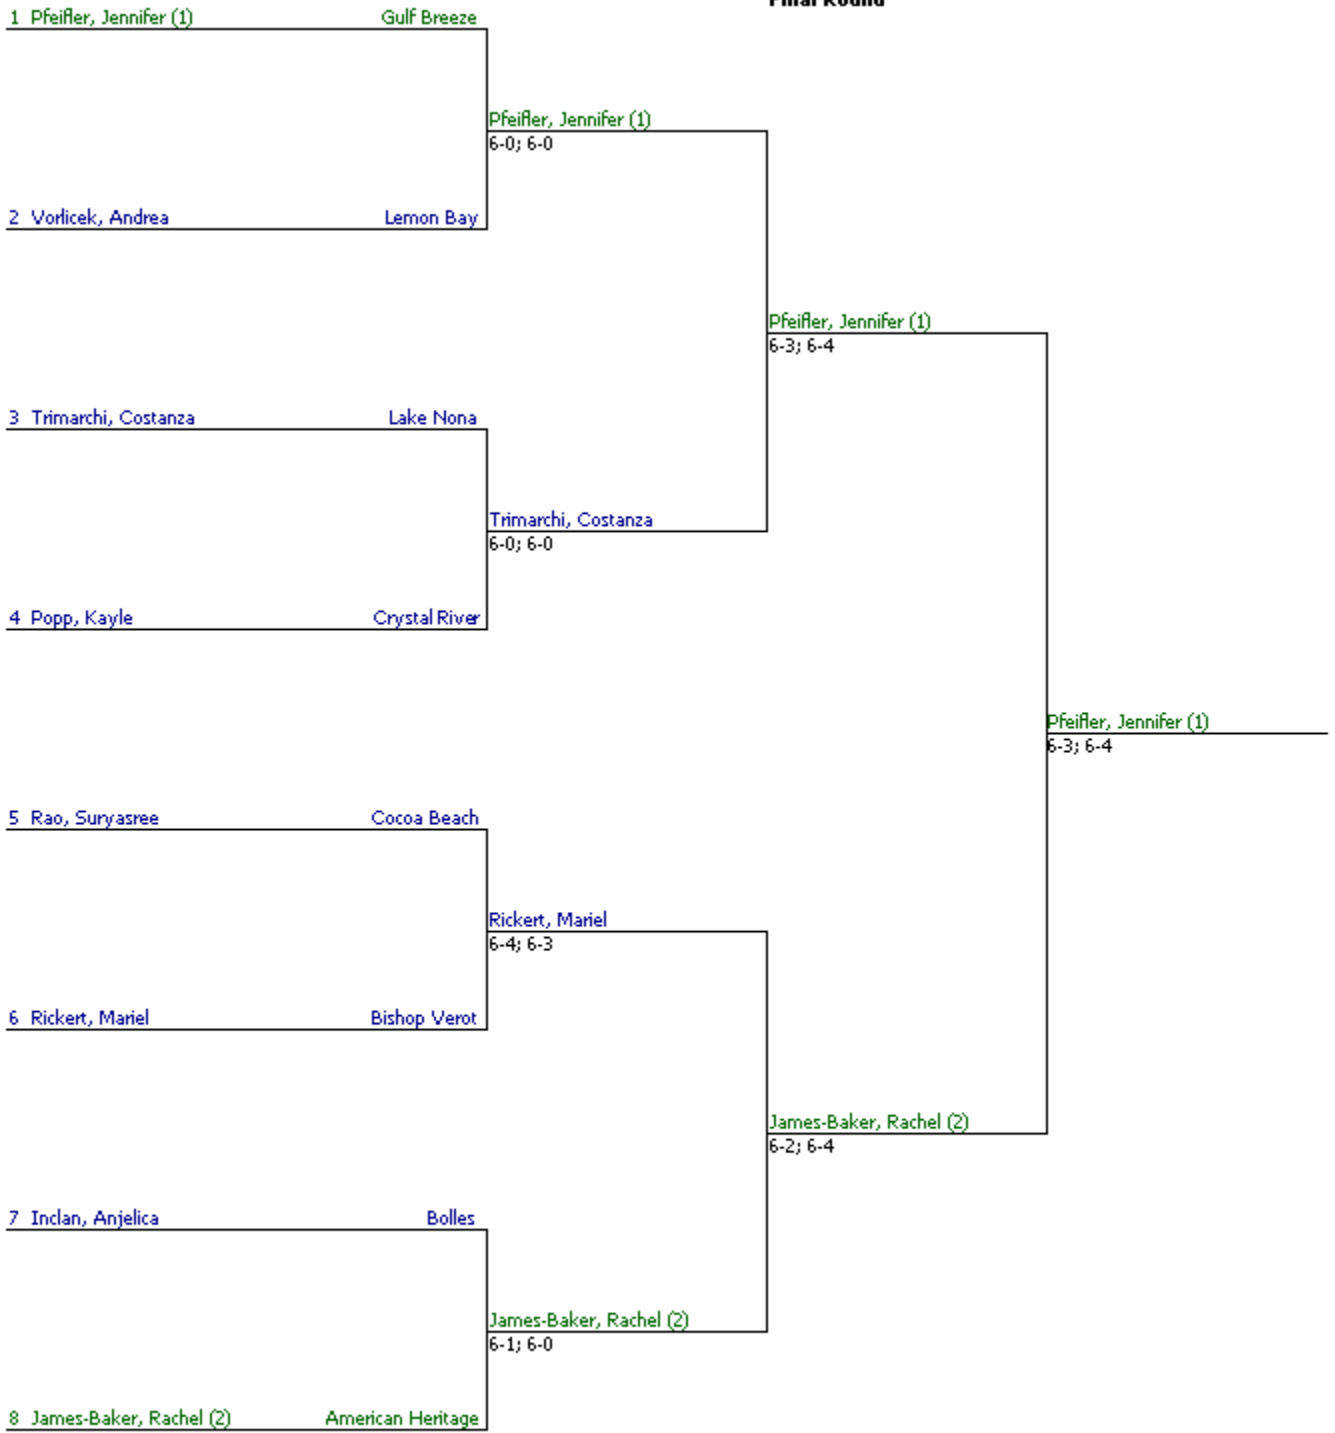 Final Round
1 Pfeifler, Jennifer (1) Gulf Breeze
Pfeifler, Jennifer (1)
6-0; 6-0
2 Vorlicek, Andrea Lemon Bay
Pfeifler, Jennifer (1)
6-3; 6-4
3 Trimarchi, Costanza Lake Nona
Trimarchi, Costanza
6-0; 6-0
4 Popp, Kayle Crystal River
Pfeifler, Jennifer (1)
6-3; 6-4
5 Rao, Suryasree Cocoa Beach
Rickert, Mariel
6-4; 6-3
6 Rickert, Mariel Bishop Verot
James-Baker, Rachel (2)
6-2; 6-4
7 Inclan, Anjelica Bolles
James-Baker, Rachel (2)
6-1; 6-0
8 James-Baker, Rachel (2) American Heritage